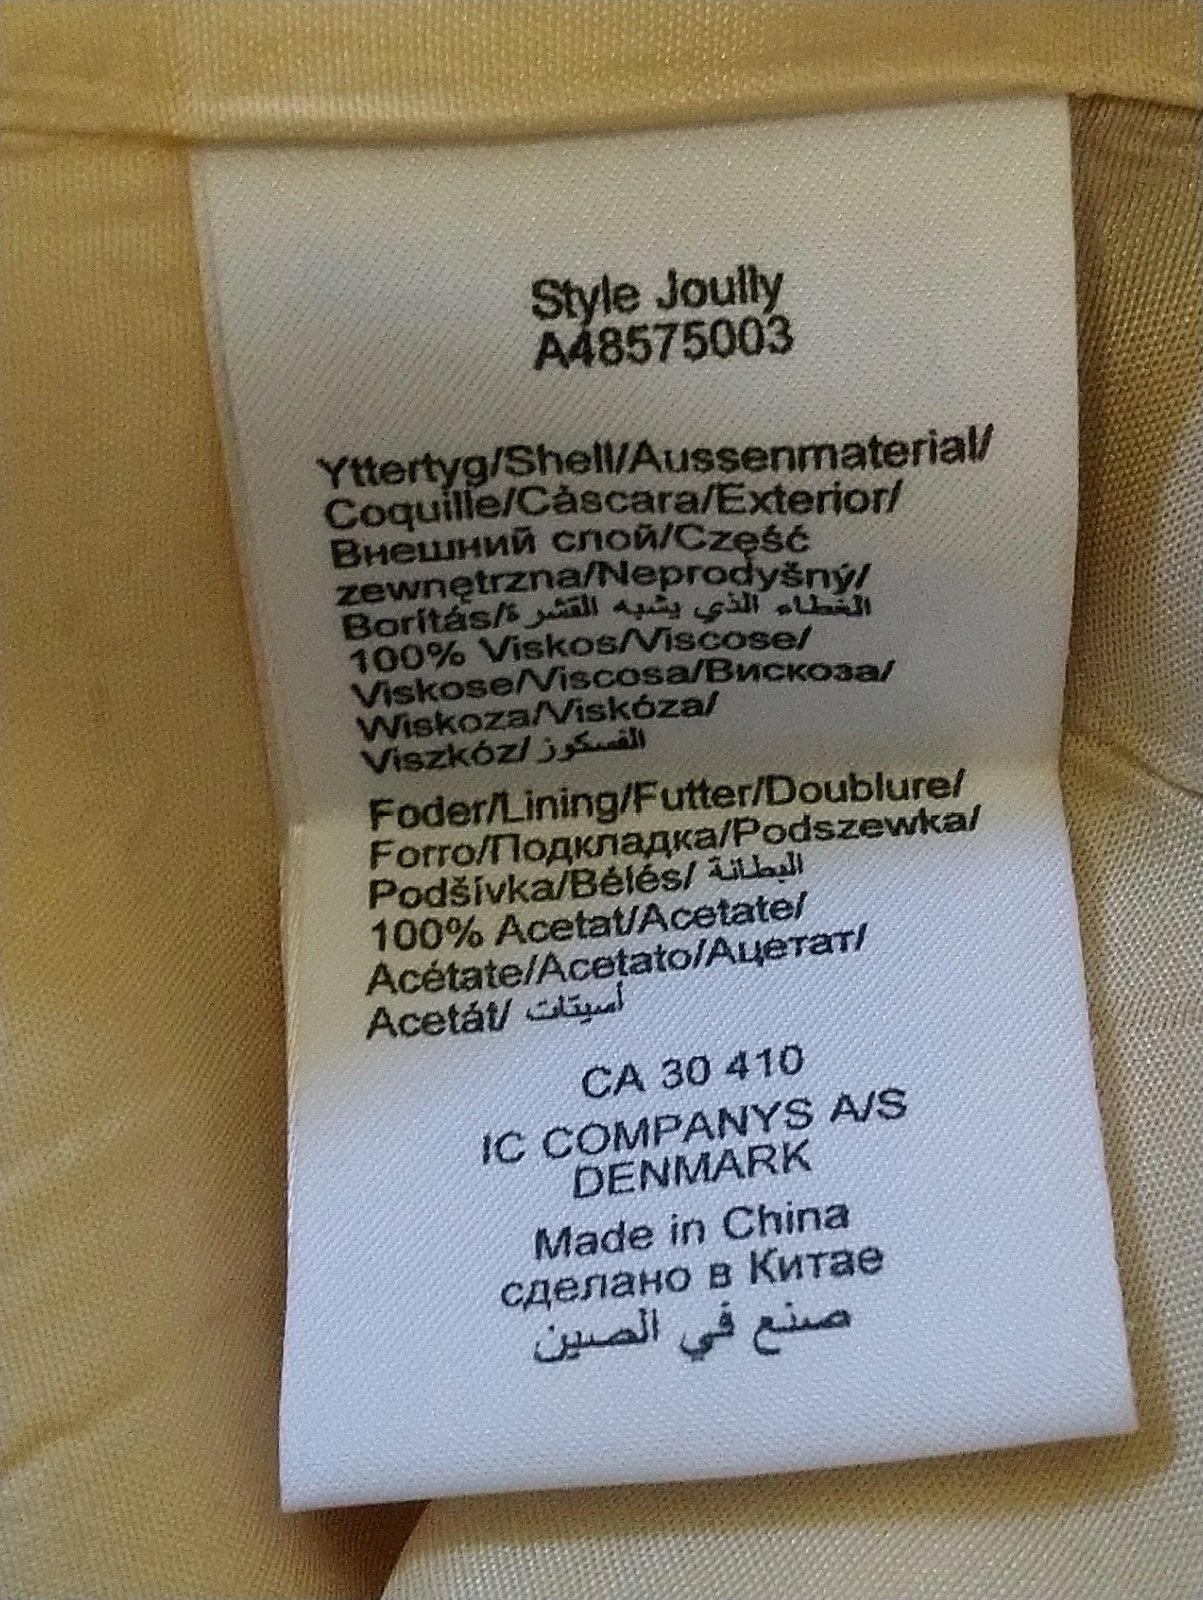 Style Joully
A48575003
Yttertyg/Shell/Aussenmaterial/
Coquille/Cáscara/Exterior/
Внешний слой/Część
zewnętrzna/Neprodyšný/
Borítás/الغطاء الذي يشبه القشرة
100% Viskos/Viscose/
Viskose/Viscosa/Вискоза/
Wiskoza/Viskóza/
Viszkóz/الفسكوز
Foder/Lining/Futter/Doublure/
Forro/Подкладка/Podszewka/
Podšívka/Bélés/ البطانة
100% Acetat/Acetate/
Acétate/Acetato/Ацетат/
Acetát/ أسيتات
CA 30 410
IC COMPANYS A/S
DENMARK
Made in China
сделано в Китае
صنع في الصين